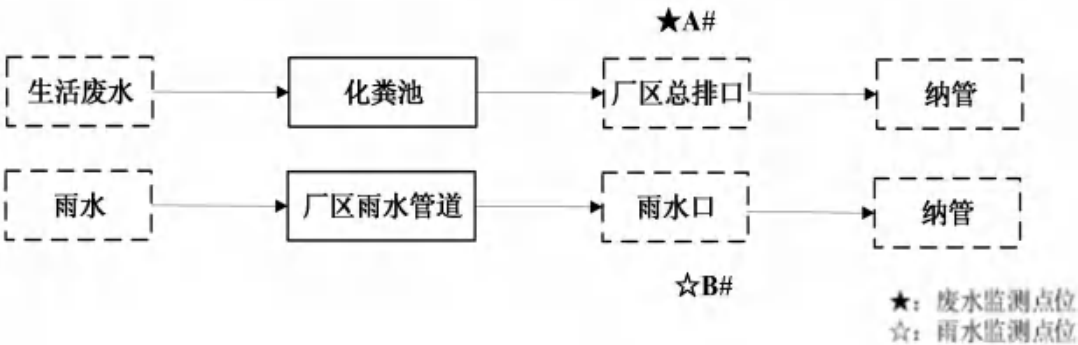 ★A#
生活废水
化粪池
厂区总排口
纳管
雨水
厂区雨水管道
雨水口
纳管
☆B#
★：废水监测点位
☆：雨水监测点位